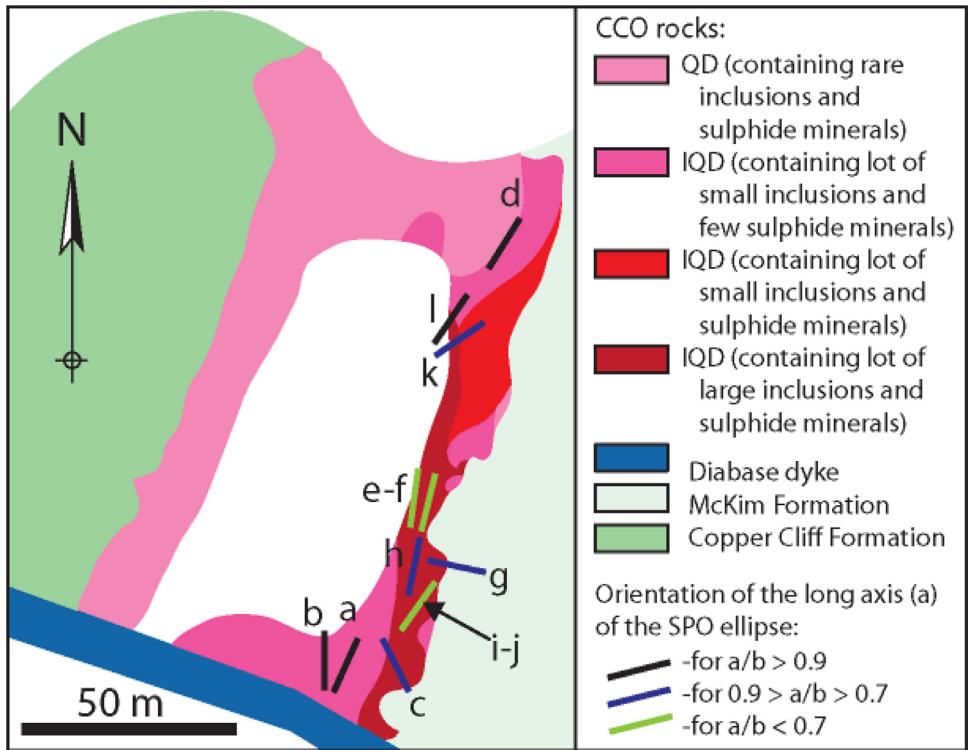 N
d
l
k
e-f
h
g
b
a
i-j
c
50 m
CCO rocks:
QD (containing rare
inclusions and
sulphide minerals)
IQD (containing lot of
small inclusions and
few sulphide minerals)
IQD (containing lot of
small inclusions and
sulphide minerals)
IQD (containing lot of
large inclusions and
sulphide minerals)
Diabase dyke
McKim Formation
Copper Cliff Formation
Orientation of the long axis (a)
of the SPO ellipse:
-for a/b > 0.9
-for 0.9 > a/b > 0.7
-for a/b < 0.7